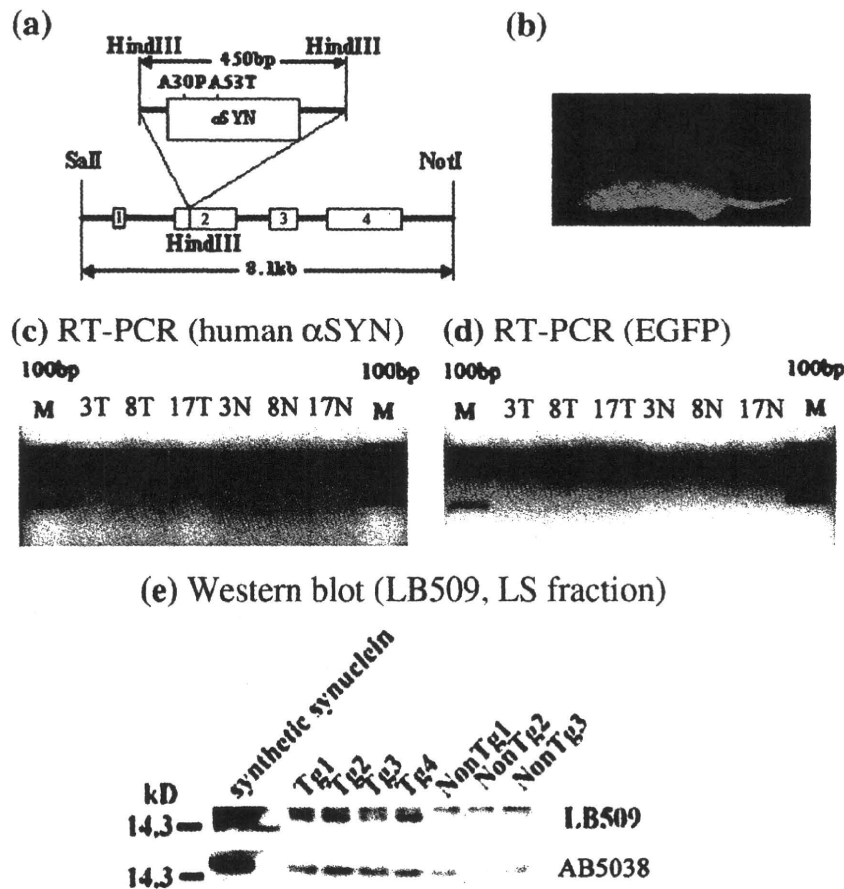 (a)
HindIII HindIII
450bp
A30P A53T
αSYN
SalI NotI
1 2 3 4
HindIII
8.1kb
(b)
(c) RT-PCR (human αSYN)
100bp 100bp
M 3T 8T 17T 3N 8N 17N M
(d) RT-PCR (EGFP)
100bp 100bp
M 3T 8T 17T 3N 8N 17N M
(e) Western blot (LB509, LS fraction)
synthetic synuclein
Tg1 Tg2 Tg3 Tg4 NonTg1 NonTg2 NonTg3
kD
14.3 LB509
14.3 AB5038